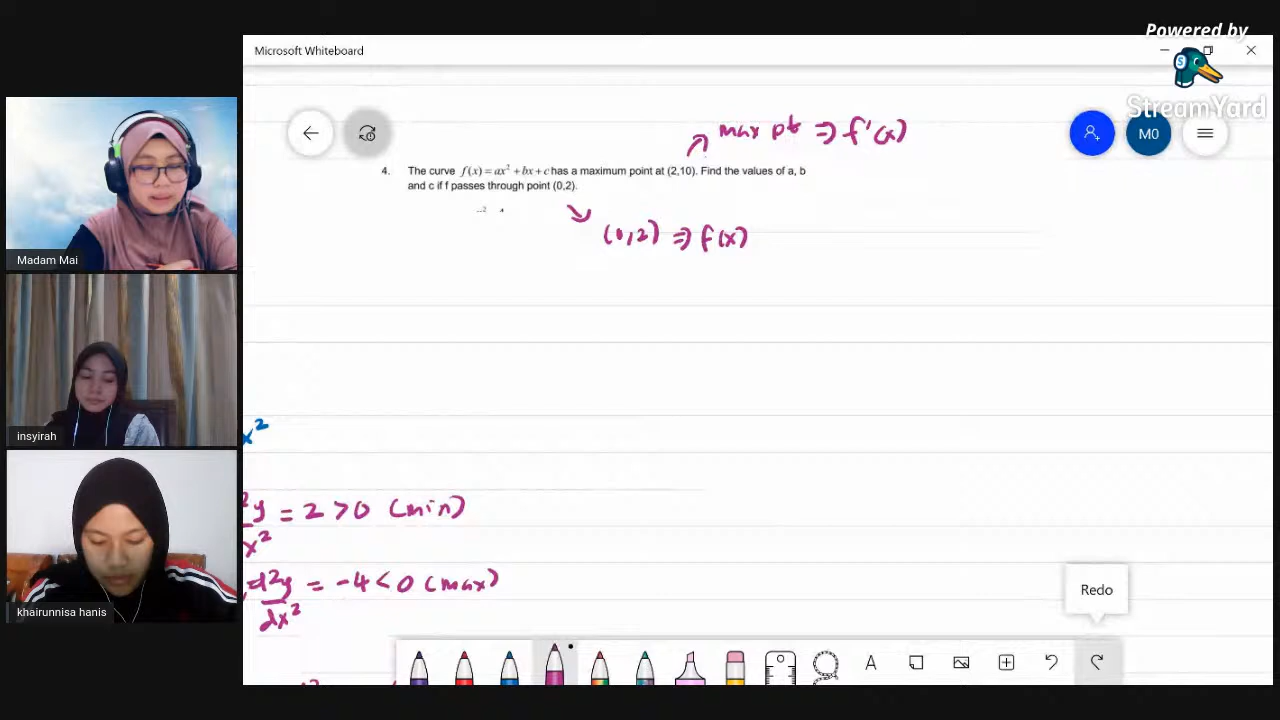 Powered by
StreamYard
Microsoft Whiteboard
max pt ⇒ f'(x)
M0
4. The curve f(x) = ax² + bx + c has a maximum point at (2,10). Find the values of a, b
and c if f passes through point (0,2).
(0,2) ⇒ f(x)
Madam Mai
insyirah
x²
khairunnisa hanis
²y/x² = 2 > 0 (min)
d²y/dx² = -4 < 0 (max)
Redo
A